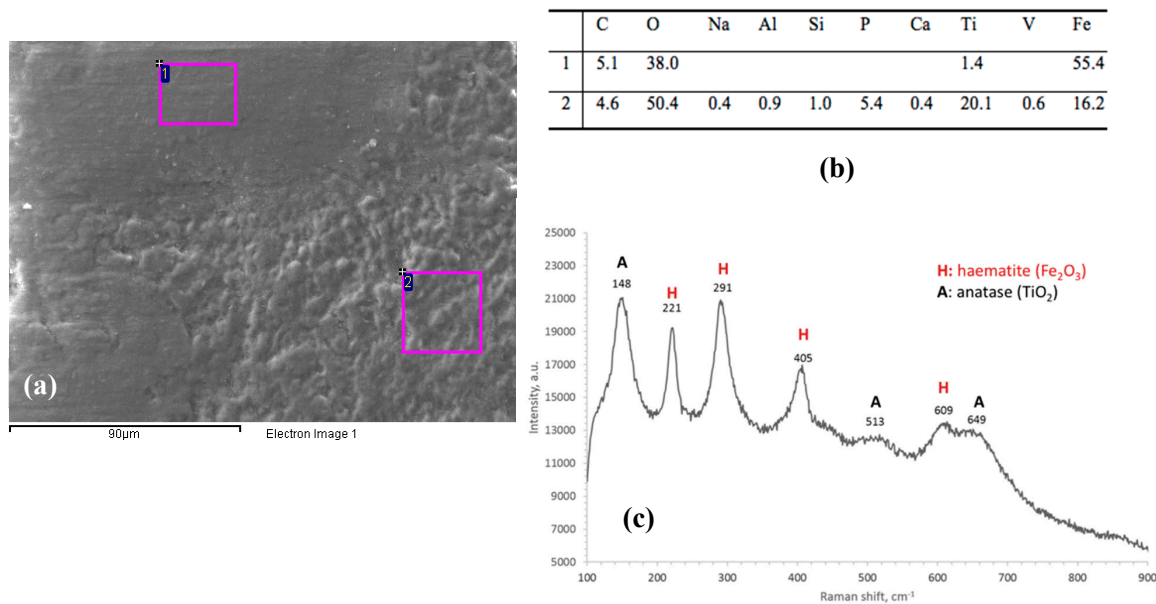 1
2
(a)
90µm
Electron Image 1
C O Na Al Si P Ca Ti V Fe
1 5.1 38.0 1.4 55.4
2 4.6 50.4 0.4 0.9 1.0 5.4 0.4 20.1 0.6 16.2
(b)
25000
23000
21000
19000
17000
15000
13000
11000
9000
7000
5000
Intensity, a.u.
A
148
H
221
H
291
H
405
A
513
H
609
A
649
H: haematite (Fe₂O₃)
A: anatase (TiO₂)
(c)
100 200 300 400 500 600 700 800 900
Raman shift, cm⁻¹